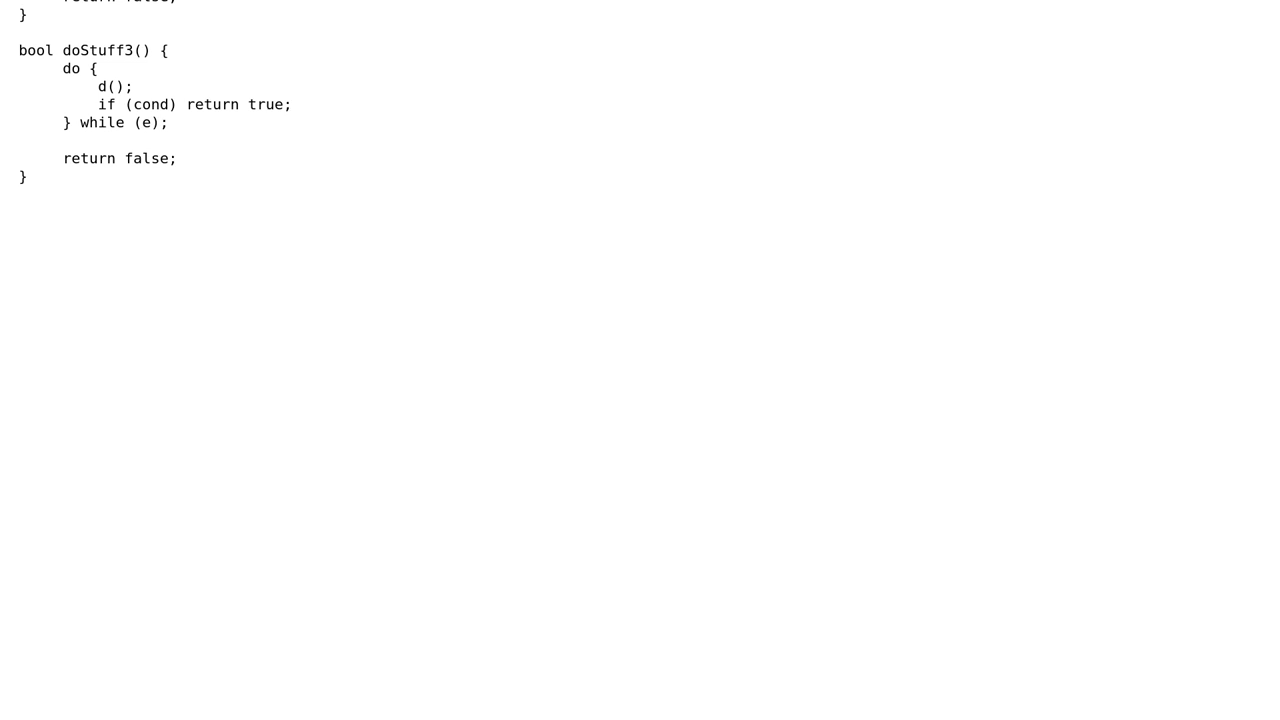 }

bool doStuff3() {
     do {
         d();
         if (cond) return true;
     } while (e);

     return false;
}